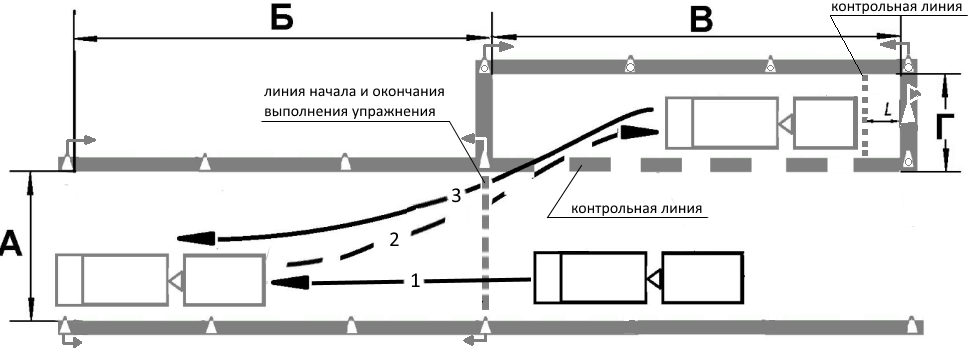 контрольная линия
Б
В
линия начала и окончания
выполнения упражнения
L
Г
3
контрольная линия
А
2
1